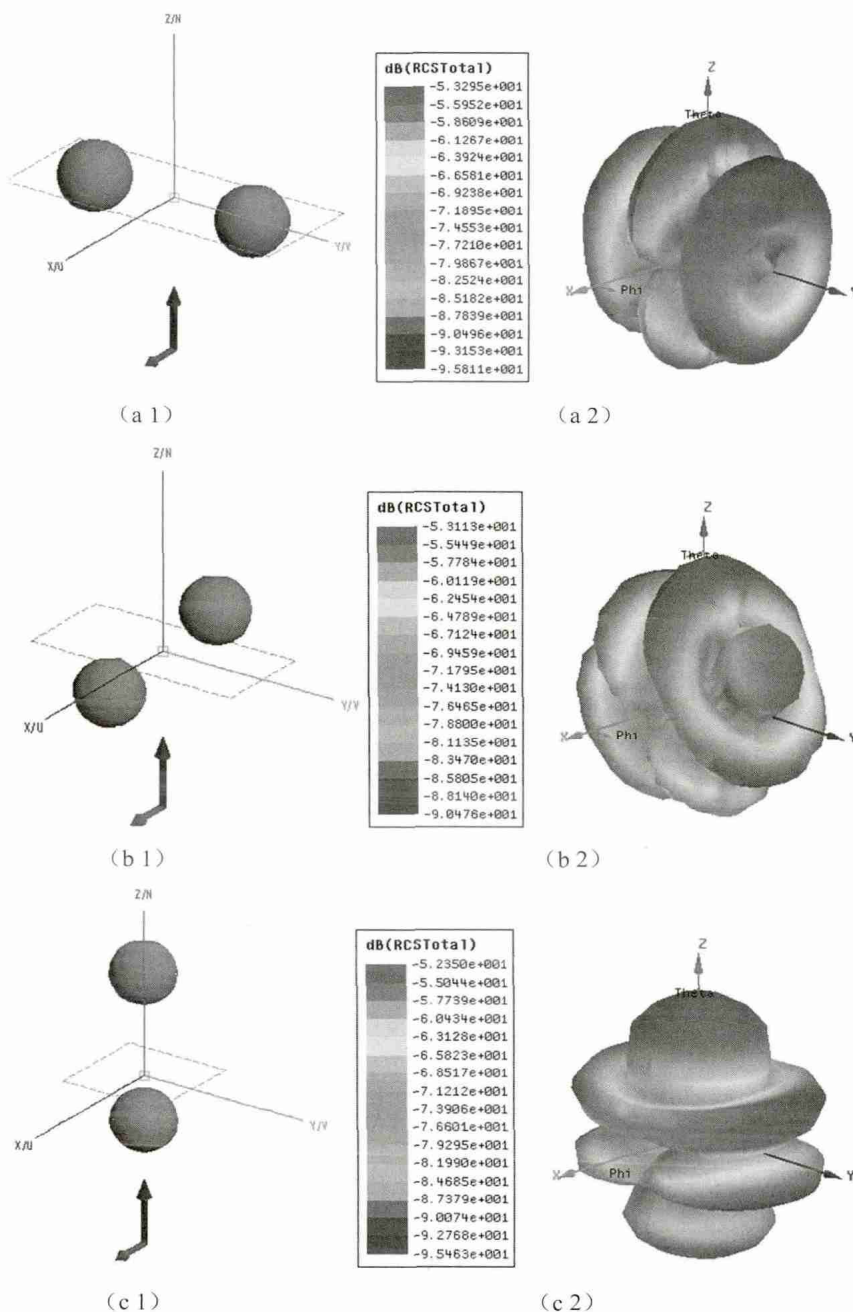 Z/N
X/U
Y/V
(a 1)
dB(RCSTotal)
-5.3295e+001
-5.5952e+001
-5.8609e+001
-6.1267e+001
-6.3924e+001
-6.6581e+001
-6.9238e+001
-7.1895e+001
-7.4553e+001
-7.7210e+001
-7.9867e+001
-8.2524e+001
-8.5182e+001
-8.7839e+001
-9.0496e+001
-9.3153e+001
-9.5811e+001
Z
Theta
X
Phi
Y
(a 2)
Z/N
X/U
Y/V
(b 1)
dB(RCSTotal)
-5.3113e+001
-5.5449e+001
-5.7784e+001
-6.0119e+001
-6.2454e+001
-6.4789e+001
-6.7124e+001
-6.9459e+001
-7.1795e+001
-7.4130e+001
-7.6465e+001
-7.8800e+001
-8.1135e+001
-8.3470e+001
-8.5805e+001
-8.8140e+001
-9.0476e+001
Z
Theta
X
Phi
Y
(b 2)
Z/N
X/U
Y/V
(c 1)
dB(RCSTotal)
-5.2350e+001
-5.5044e+001
-5.7739e+001
-6.0434e+001
-6.3128e+001
-6.5823e+001
-6.8517e+001
-7.1212e+001
-7.3906e+001
-7.6601e+001
-7.9295e+001
-8.1990e+001
-8.4685e+001
-8.7379e+001
-9.0074e+001
-9.2768e+001
-9.5463e+001
Z
Theta
X
Phi
Y
(c 2)